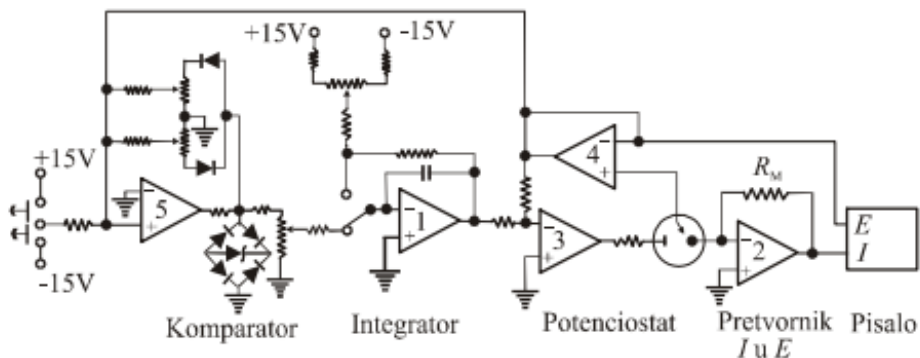 +15V
-15V
+15V
-15V
5
1
3
4
2
R_M
E
I
Komparator
Integrator
Potenciostat
Pretvornik
I u E
Pisalo